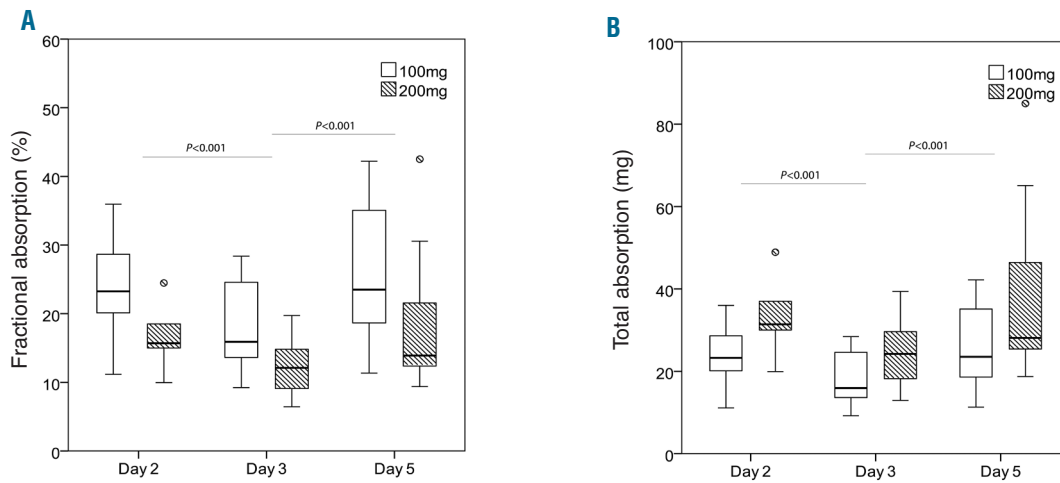 A
Fractional absorption (%)
60
50
40
30
20
10
0
100mg
200mg
P<0.001
P<0.001
Day 2
Day 3
Day 5
B
Total absorption (mg)
100
80
60
40
20
0
100mg
200mg
P<0.001
P<0.001
Day 2
Day 3
Day 5